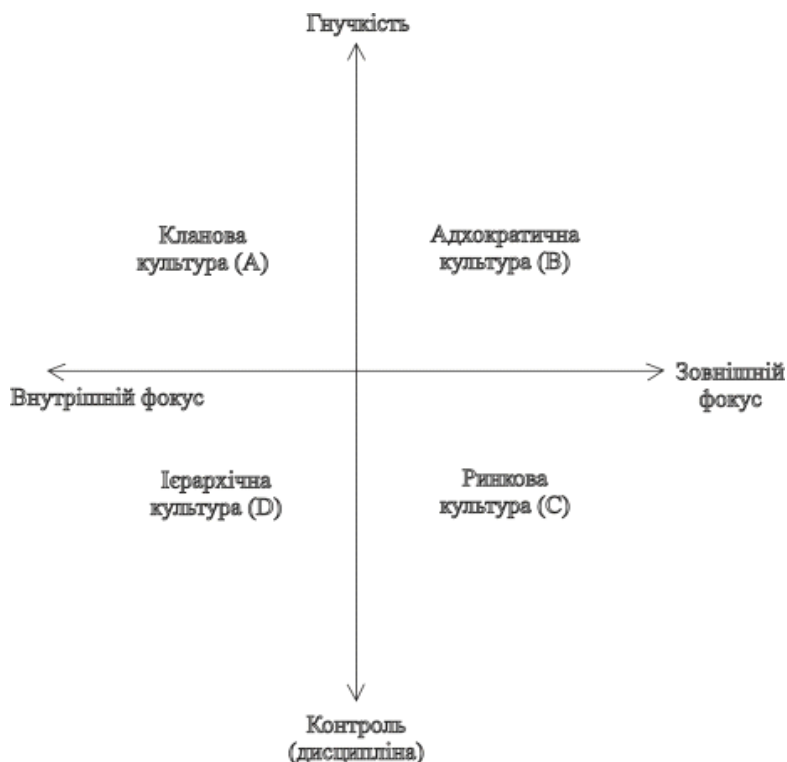 Гнучкість
Кланова
культура (А)
Адхократична
культура (В)
Внутрішній фокус
Зовнішній
фокус
Ієрархічна
культура (D)
Ринкова
культура (С)
Контроль
(дисципліна)